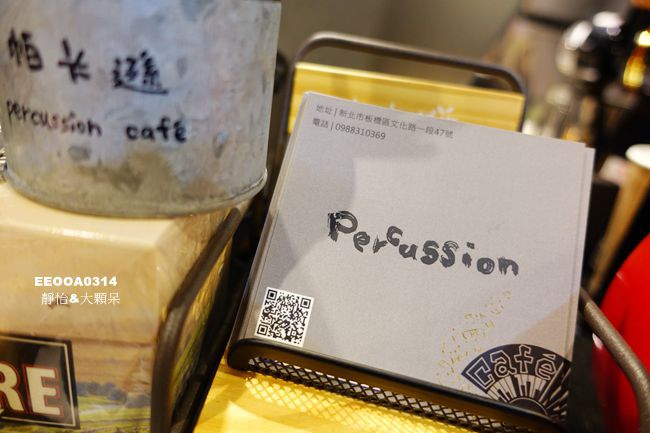 帕卡遜
percussion café
地址 | 新北市板橋區文化路一段47號
電話 | 0988310369
Percussion
café
EEOOA0314
靜怡&大顆呆
RE